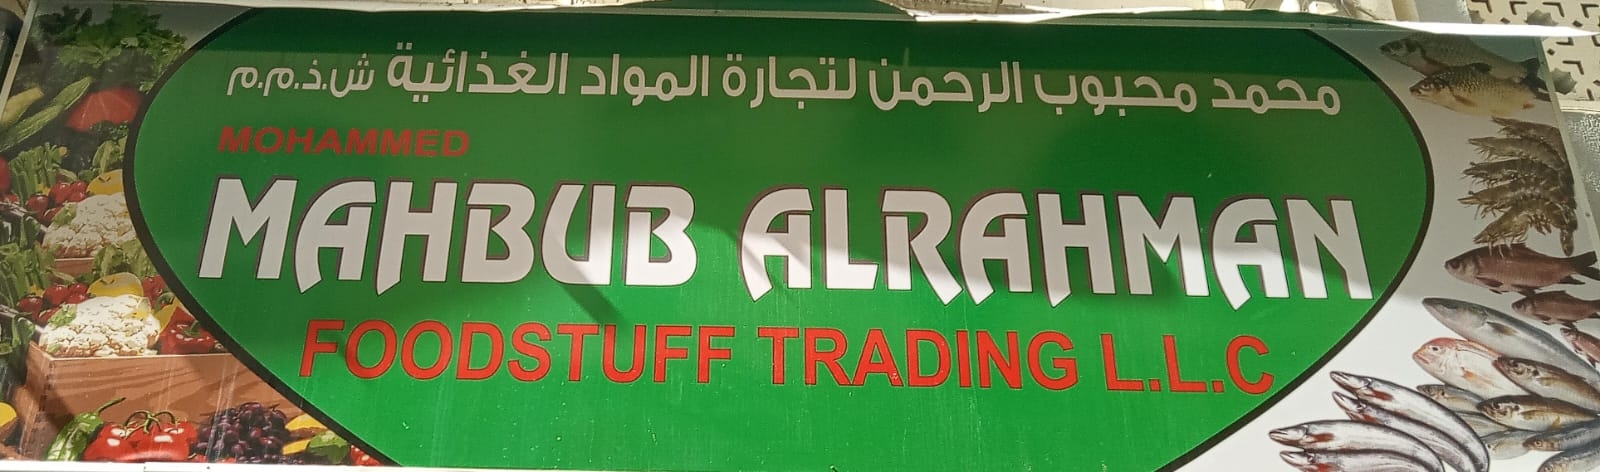 محمد محبوب الرحمن لتجارة المواد الغذائية ش.ذ.م.م
MOHAMMED
MAHBUB ALRAHMAN
FOODSTUFF TRADING L.L.C